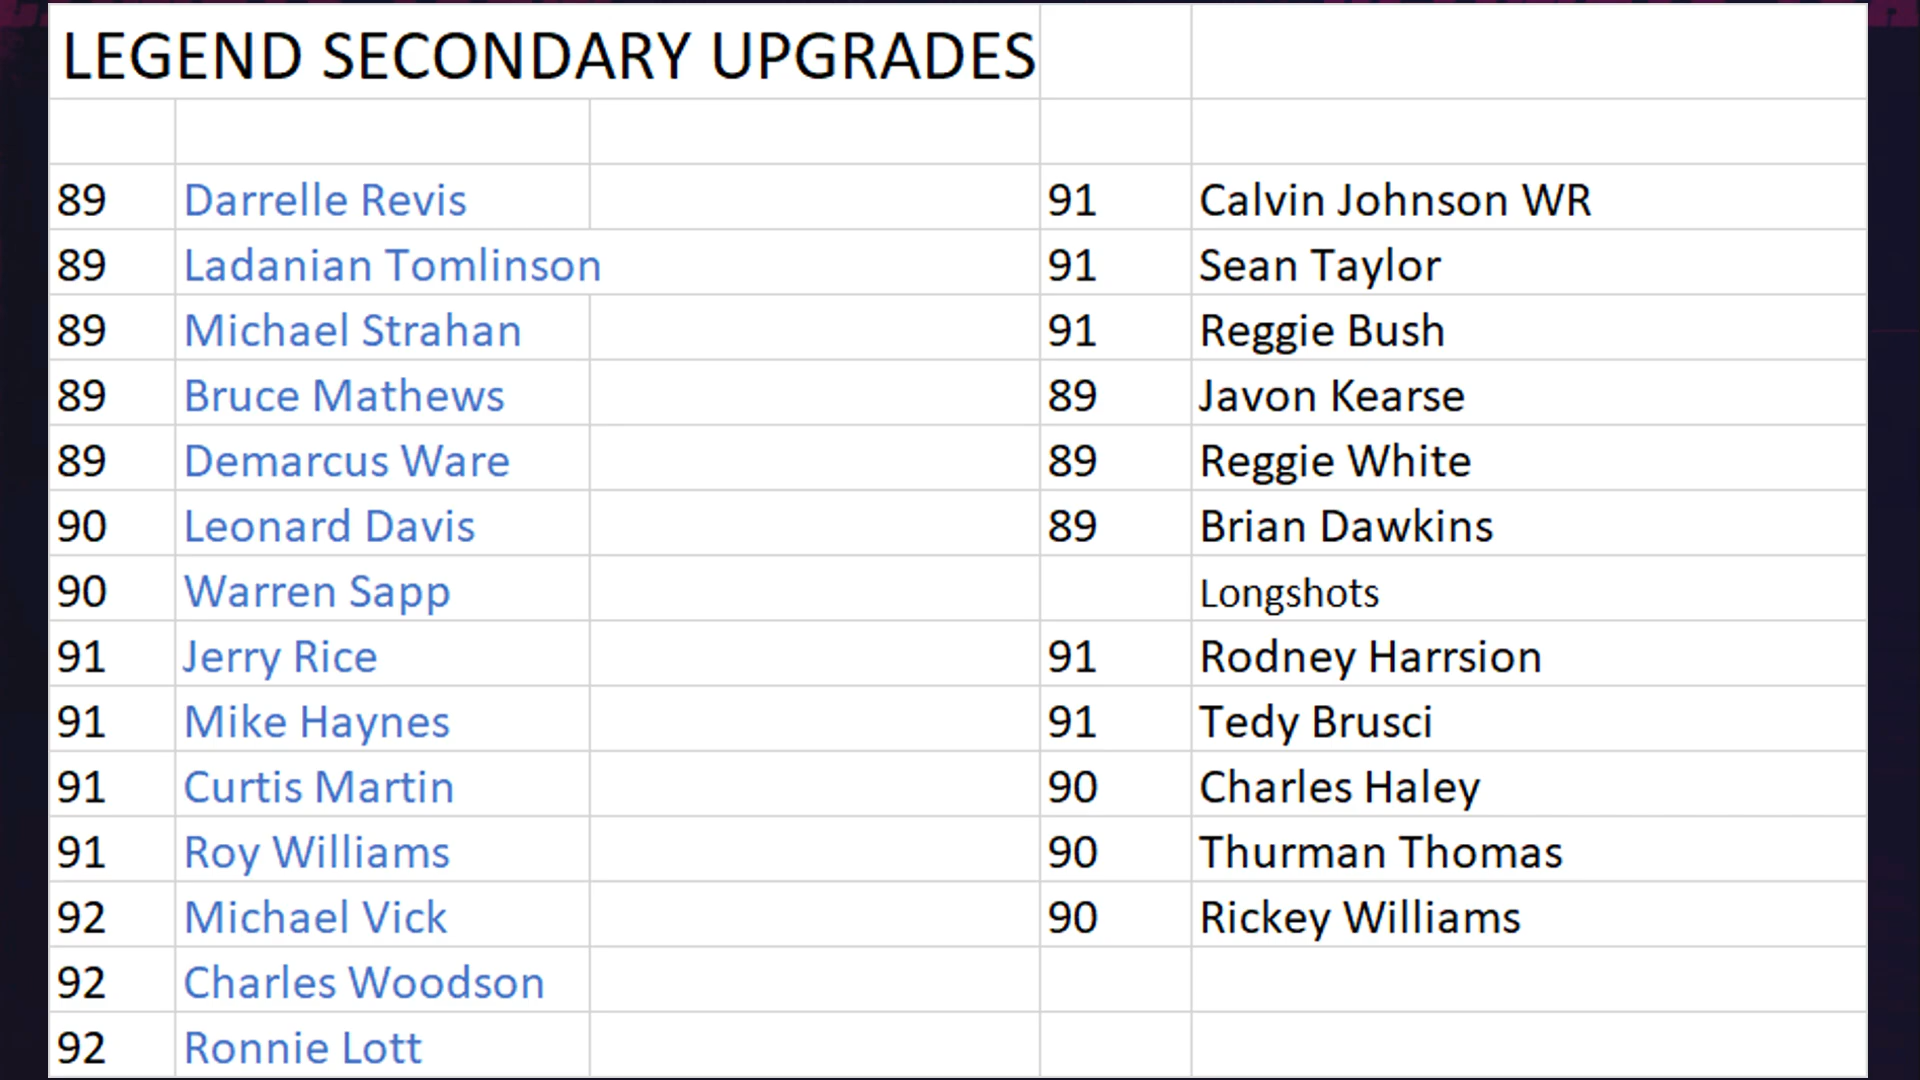 LEGEND SECONDARY UPGRADES
89 Darrelle Revis 91 Calvin Johnson WR
89 Ladanian Tomlinson 91 Sean Taylor
89 Michael Strahan 91 Reggie Bush
89 Bruce Mathews 89 Javon Kearse
89 Demarcus Ware 89 Reggie White
90 Leonard Davis 89 Brian Dawkins
90 Warren Sapp Longshots
91 Jerry Rice 91 Rodney Harrsion
91 Mike Haynes 91 Tedy Brusci
91 Curtis Martin 90 Charles Haley
91 Roy Williams 90 Thurman Thomas
92 Michael Vick 90 Rickey Williams
92 Charles Woodson
92 Ronnie Lott